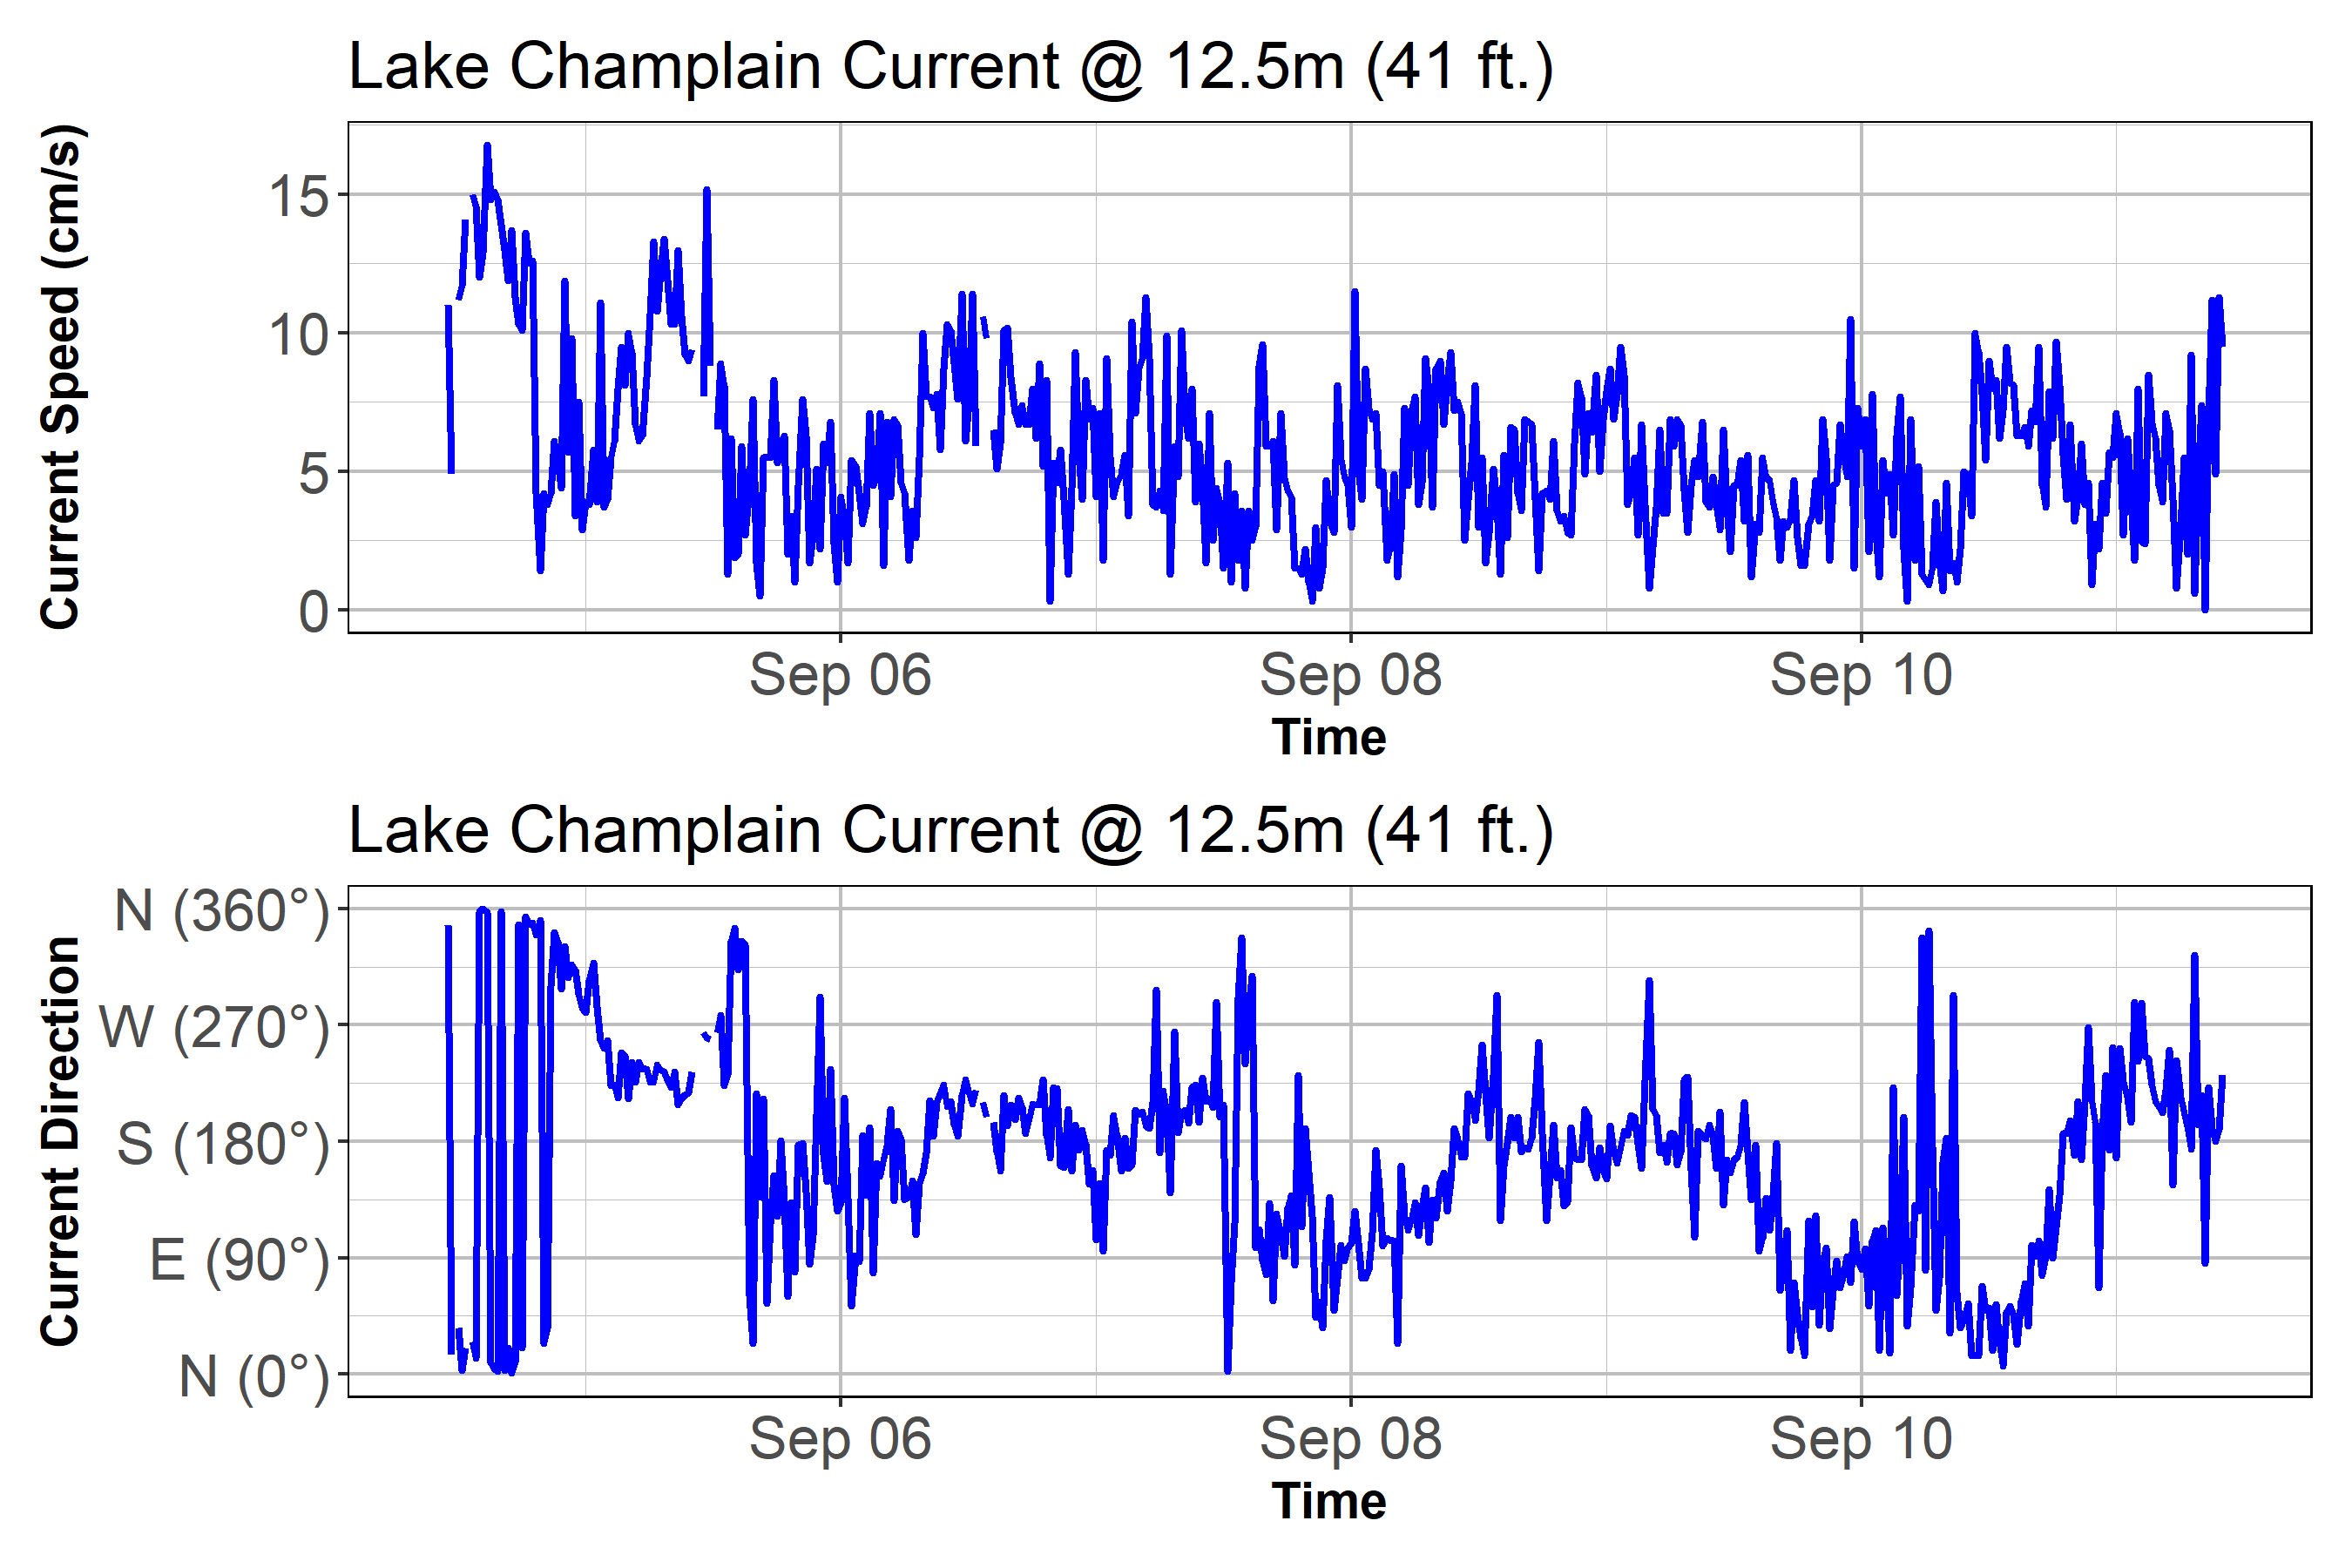 Lake Champlain Current @ 12.5m (41 ft.)
Current Speed (cm/s)
15
10
5
0
Sep 06 Sep 08 Sep 10
Time
Lake Champlain Current @ 12.5m (41 ft.)
Current Direction
N (360°)
W (270°)
S (180°)
E (90°)
N (0°)
Sep 06 Sep 08 Sep 10
Time